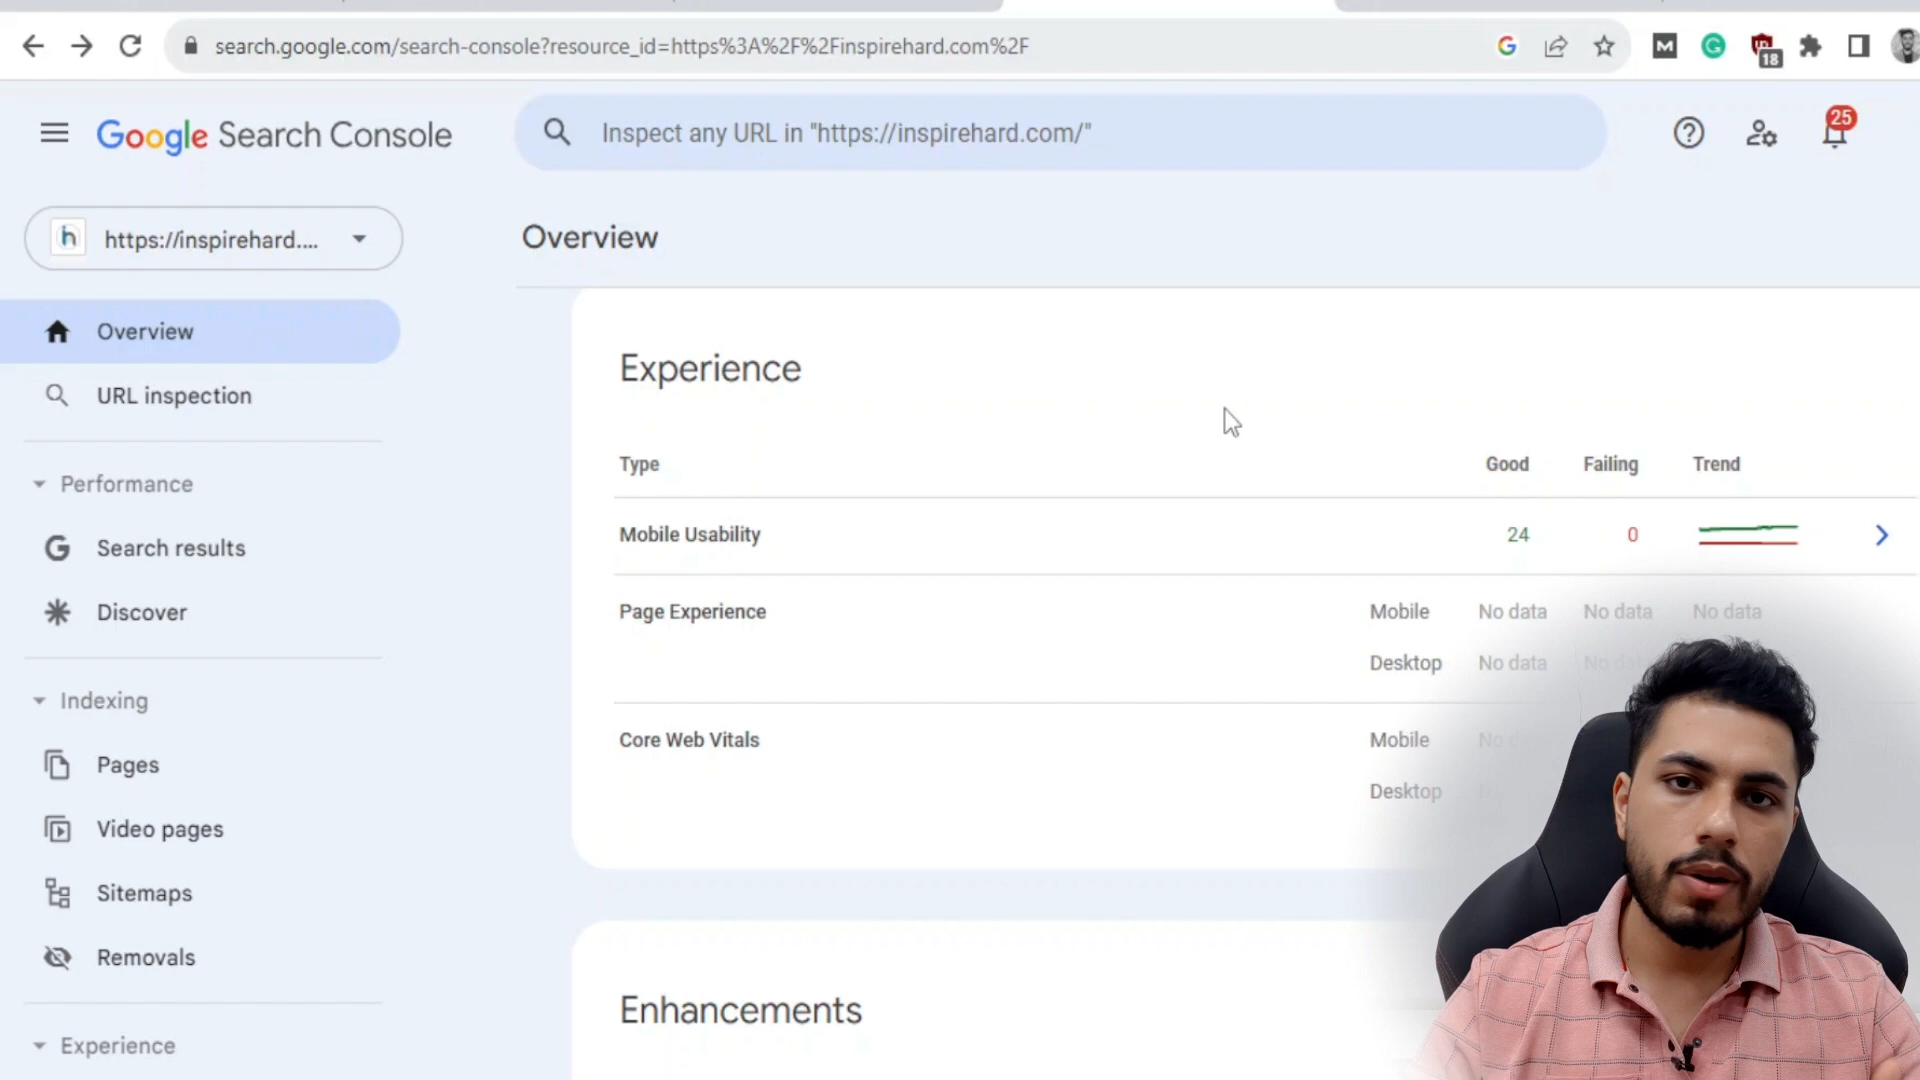 search.google.com/search-console?resource_id=https%3A%2F%2Finspirehard.com%2F
18
Google Search Console
Inspect any URL in "https://inspirehard.com/"
25
https://inspirehard....
Overview
Overview
URL inspection
Performance
Search results
Discover
Indexing
Pages
Video pages
Sitemaps
Removals
Experience
Experience
Type Good Failing Trend
Mobile Usability 24 0
Page Experience Mobile No data No data No data
Desktop No data No
Core Web Vitals Mobile No
Desktop
Enhancements